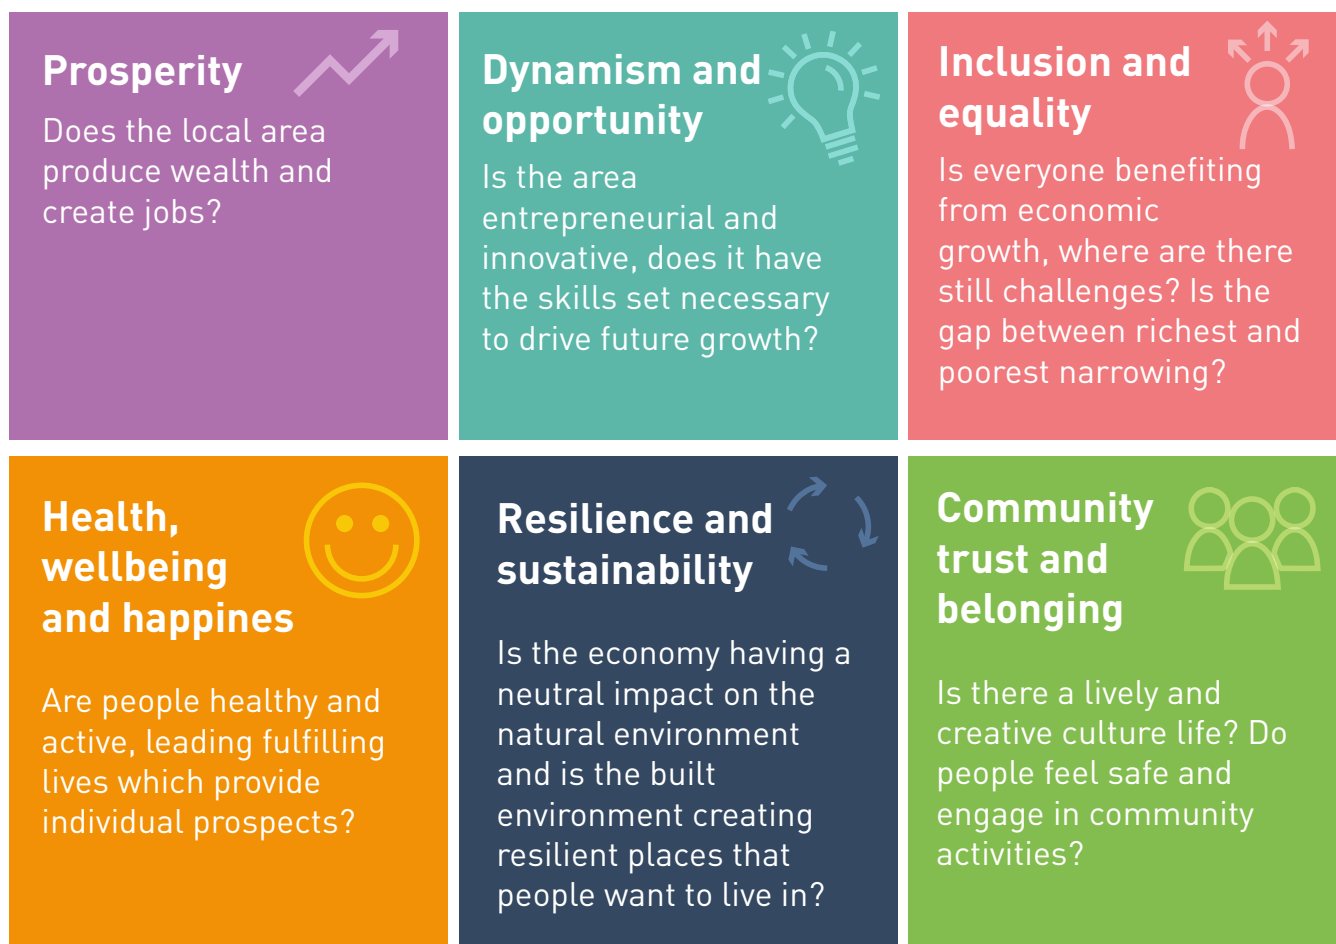 Prosperity
Does the local area
produce wealth and
create jobs?
Dynamism and
opportunity
Is the area
entrepreneurial and
innovative, does it have
the skills set necessary
to drive future growth?
Inclusion and
equality
Is everyone benefiting
from economic
growth, where are there
still challenges? Is the
gap between richest and
poorest narrowing?
Health,
wellbeing
and happines
Are people healthy and
active, leading fulfilling
lives which provide
individual prospects?
Resilience and
sustainability
Is the economy having a
neutral impact on the
natural environment
and is the built
environment creating
resilient places that
people want to live in?
Community
trust and
belonging
Is there a lively and
creative culture life? Do
people feel safe and
engage in community
activities?